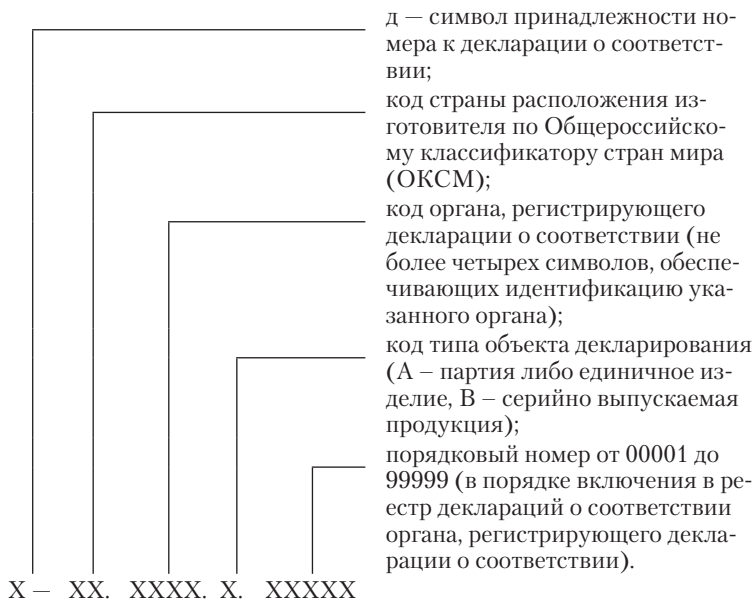 д — символ принадлежности но-
мера к декларации о соответст-
вии;
код страны расположения из-
готовителя по Общероссийско-
му классификатору стран мира
(ОКСМ);
код органа, регистрирующего
декларации о соответствии (не
более четырех символов, обеспе-
чивающих идентификацию ука-
занного органа);
код типа объекта декларирования
(А – партия либо единичное из-
делие, В – серийно выпускаемая
продукция);
порядковый номер от 00001 до
99999 (в порядке включения в ре-
естр деклараций о соответствии
органа, регистрирующего декла-
рации о соответствии).
Х — ХХ. ХХХХ. Х. ХХХХХ